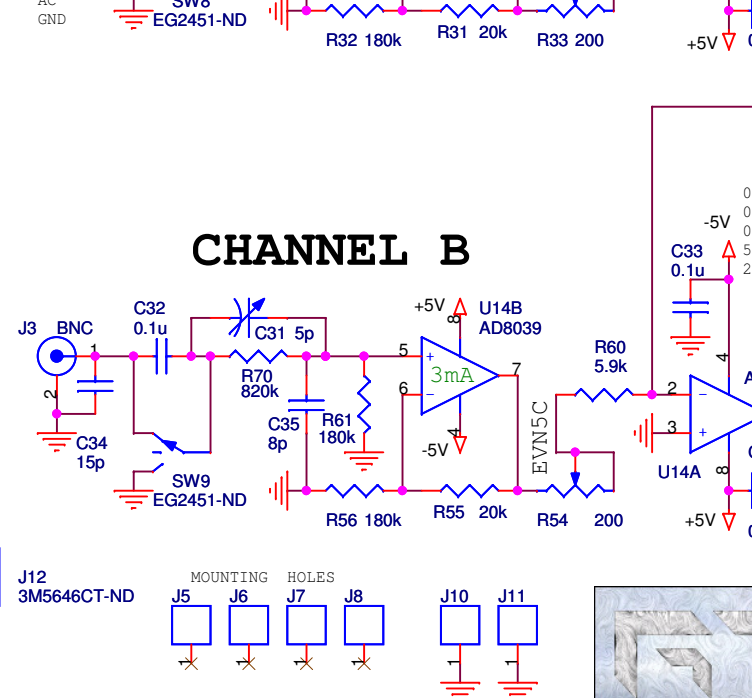 AC
GND
SW8
EG2451-ND
R32 180k
R31 20k
R33 200
+5V
CHANNEL B
-5V
C33
0.1u
J3 BNC
C32
0.1u
C31 5p
+5V
8
U14B
AD8039
1
2
R70
820k
5
+
3mA
7
6
-
R60
5.9k
4
2
-
3
+
C34
15p
C35
8p
R61
180k
-5V
4
EVN5C
U14A
8
+5V
SW9
EG2451-ND
R56 180k
R55 20k
R54 200
J12
3M5646CT-ND
MOUNTING HOLES
J5 J6 J7 J8 J10 J11
1 1 1 1 1 1